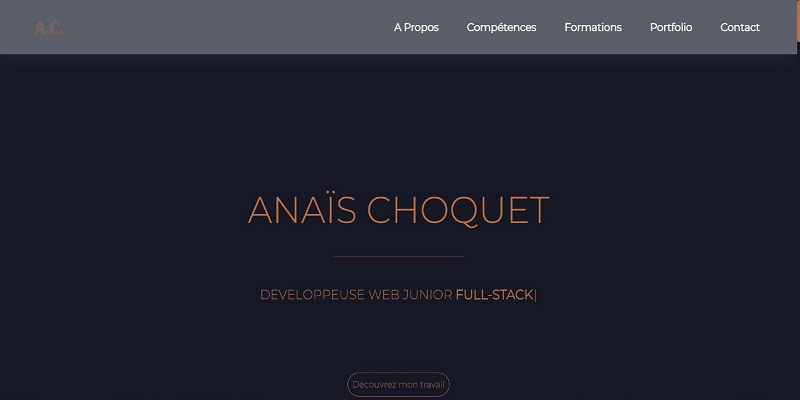 A.C.
A Propos Compétences Formations Portfolio Contact
ANAÏS CHOQUET
DEVELOPPEUSE WEB JUNIOR FULL-STACK|
Découvrez mon travail